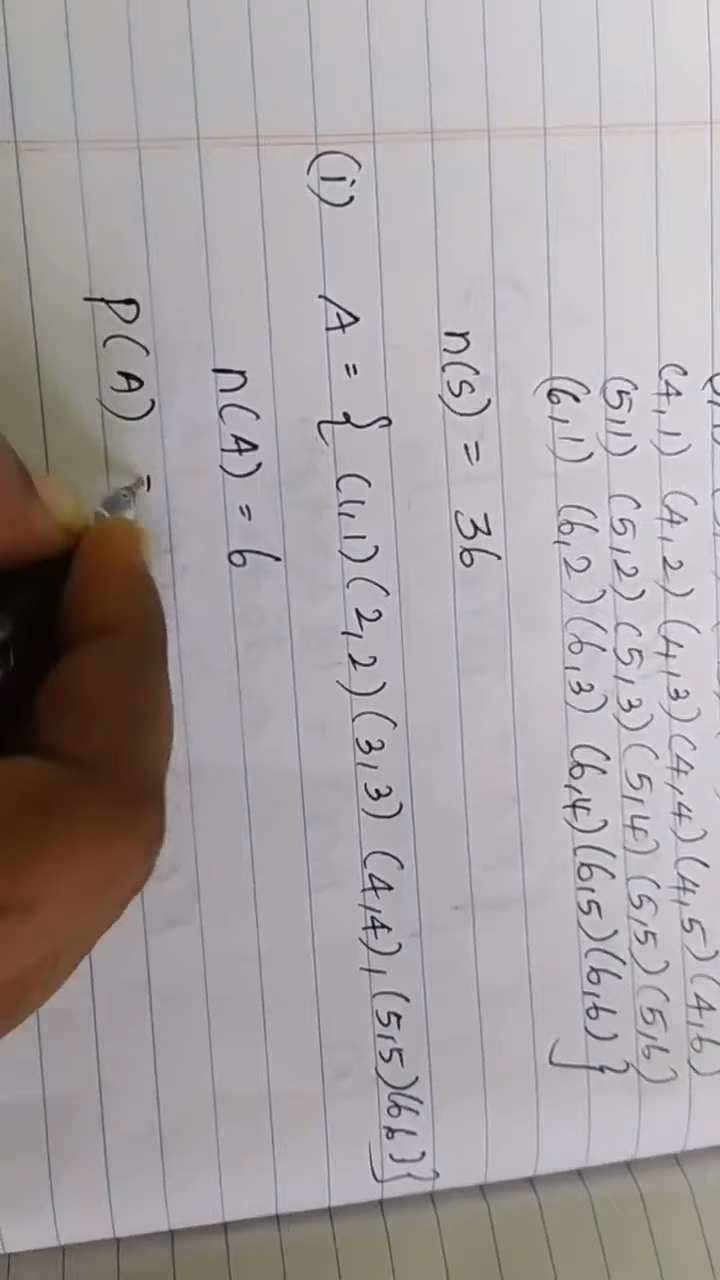 (4,1) (4,2) (4,3) (4,4) (4,5) (4,6)
(5,1) (5,2) (5,3) (5,4) (5,5) (5,6)
(6,1) (6,2) (6,3) (6,4) (6,5) (6,6)}
n(S) = 36
(i) A = { (1,1) (2,2) (3,3) (4,4), (5,5) (6,6)}
n(A) = 6
P(A) =